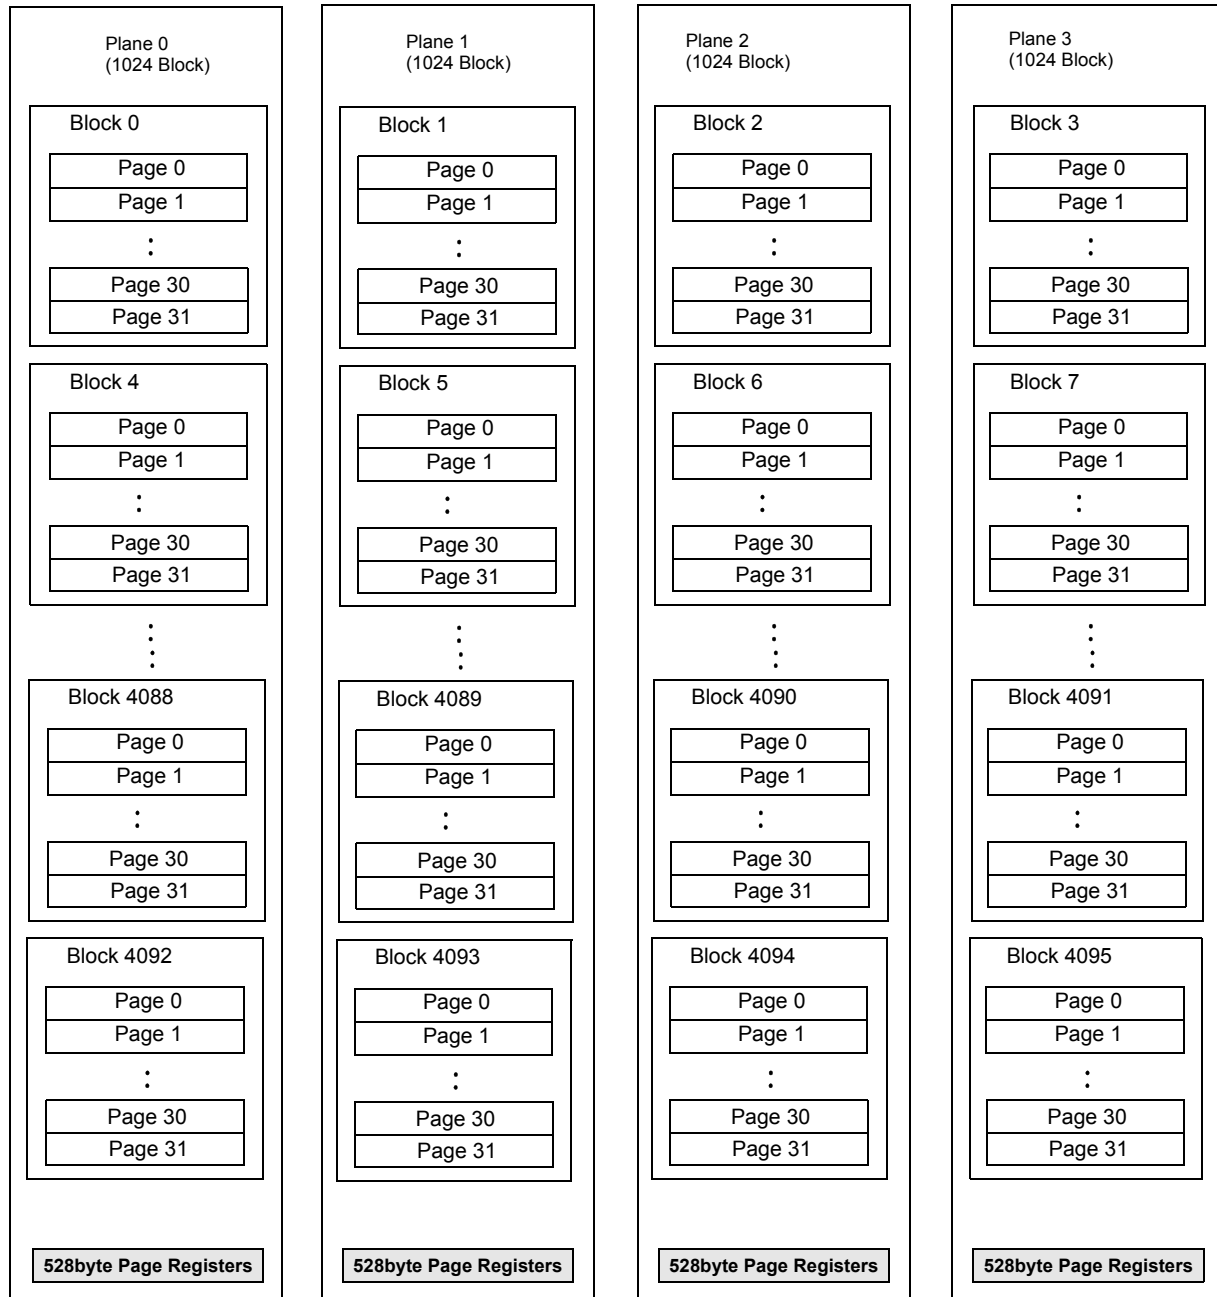 Plane 0
(1024 Block)
Block 0
Page 0
Page 1
Page 30
Page 31
Block 4
Page 0
Page 1
Page 30
Page 31
Block 4088
Page 0
Page 1
Page 30
Page 31
Block 4092
Page 0
Page 1
Page 30
Page 31
528byte Page Registers
Plane 1
(1024 Block)
Block 1
Page 0
Page 1
Page 30
Page 31
Block 5
Page 0
Page 1
Page 30
Page 31
Block 4089
Page 0
Page 1
Page 30
Page 31
Block 4093
Page 0
Page 1
Page 30
Page 31
528byte Page Registers
Plane 2
(1024 Block)
Block 2
Page 0
Page 1
Page 30
Page 31
Block 6
Page 0
Page 1
Page 30
Page 31
Block 4090
Page 0
Page 1
Page 30
Page 31
Block 4094
Page 0
Page 1
Page 30
Page 31
528byte Page Registers
Plane 3
(1024 Block)
Block 3
Page 0
Page 1
Page 30
Page 31
Block 7
Page 0
Page 1
Page 30
Page 31
Block 4091
Page 0
Page 1
Page 30
Page 31
Block 4095
Page 0
Page 1
Page 30
Page 31
528byte Page Registers